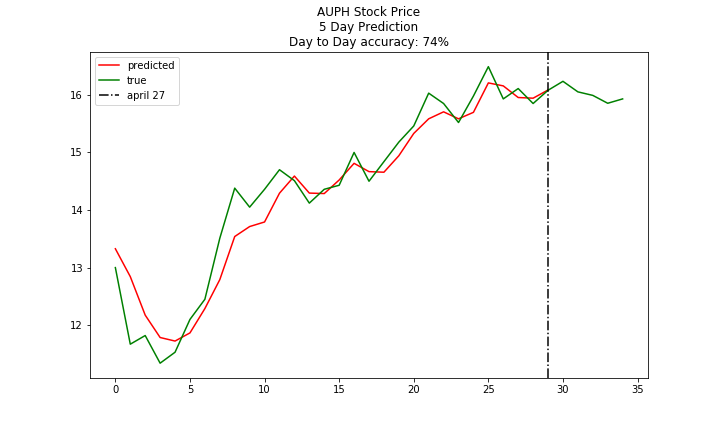 AUPH Stock Price
5 Day Prediction
Day to Day accuracy: 74%
predicted
true
april 27
16
15
14
13
12
0 5 10 15 20 25 30 35